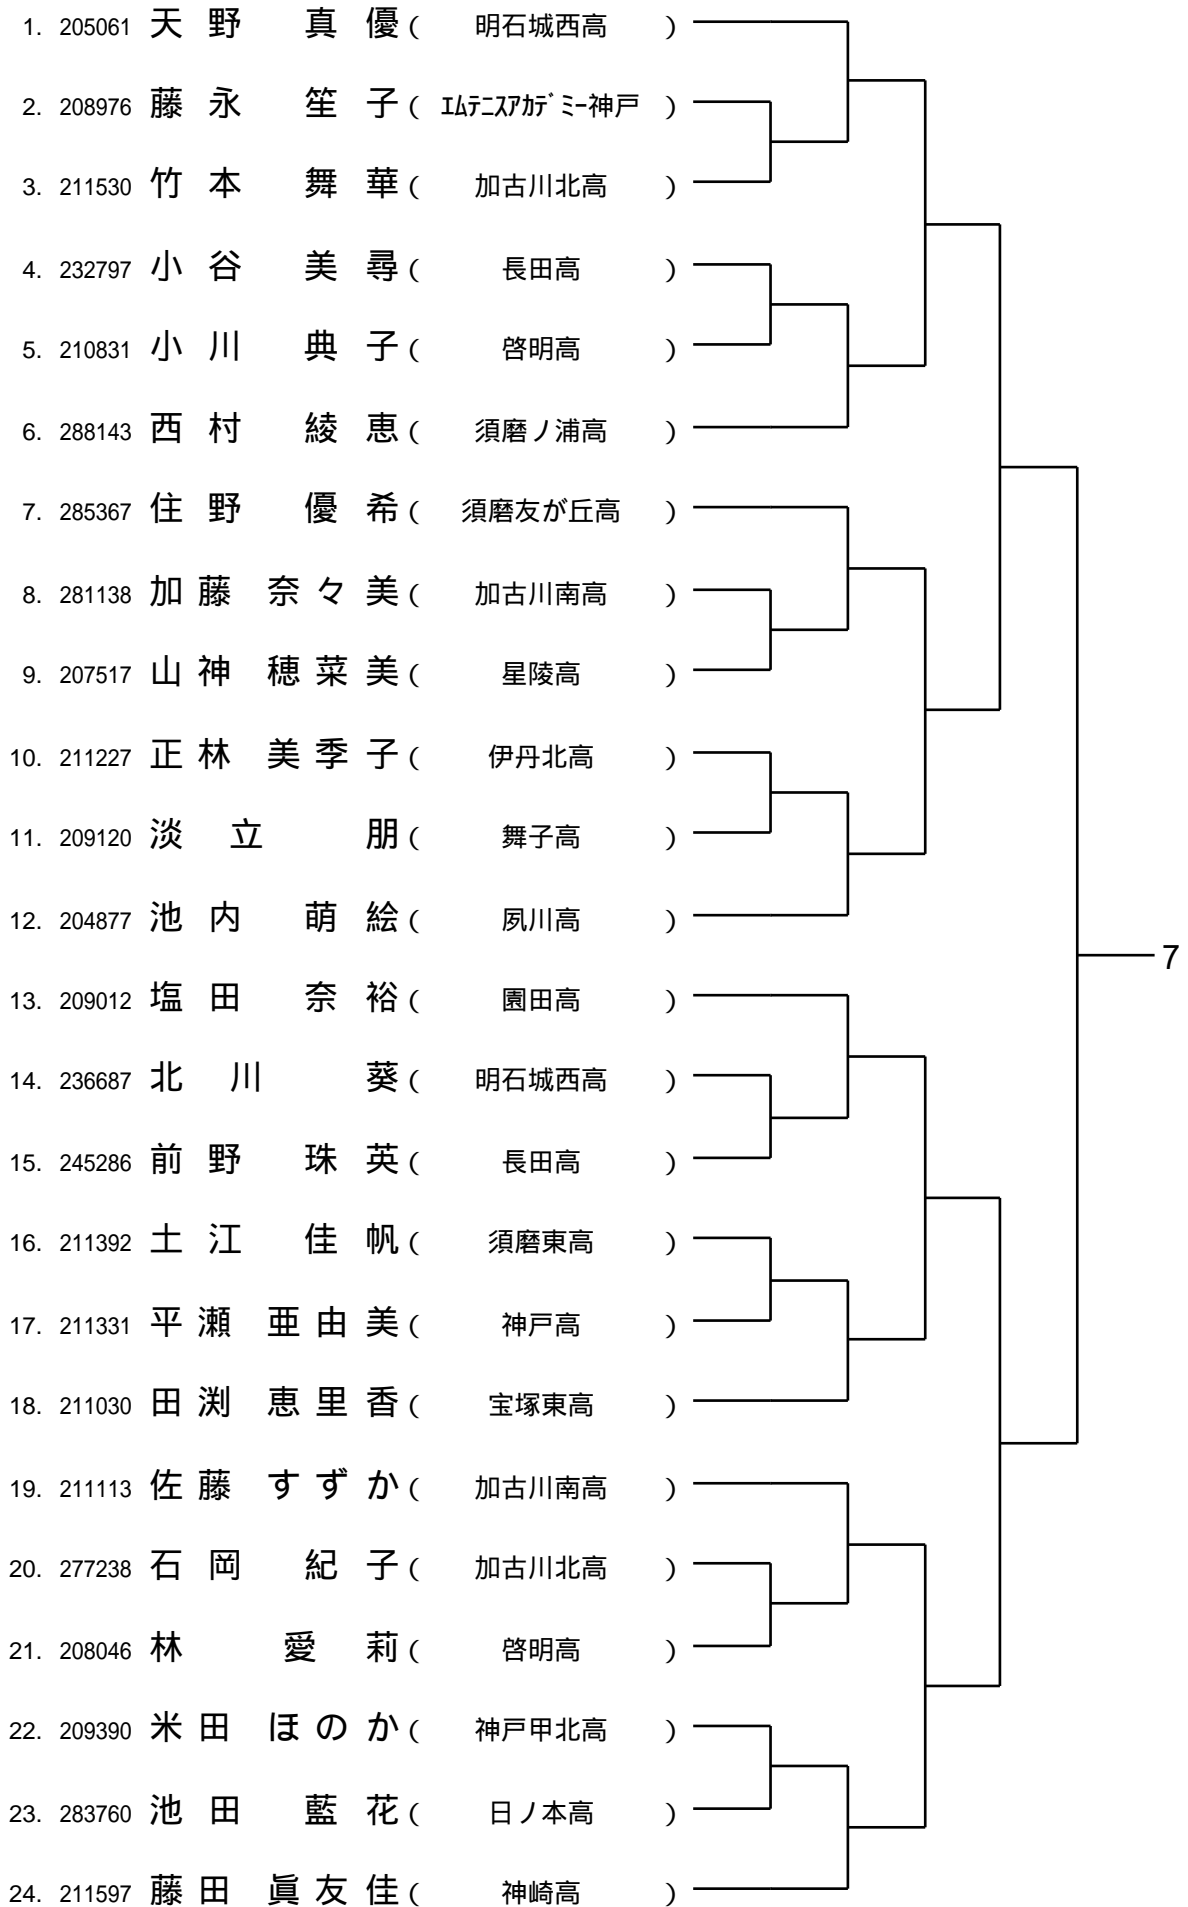 1. 205061 天野 真優 ( 明石城西高 )
2. 208976 藤永 笙子 ( ｴﾑﾃﾆｽｱｶﾃﾞﾐｰ神戸 )
3. 211530 竹本 舞華 ( 加古川北高 )
4. 232797 小谷 美尋 ( 長田高 )
5. 210831 小川 典子 ( 啓明高 )
6. 288143 西村 綾恵 ( 須磨ノ浦高 )
7. 285367 住野 優希 ( 須磨友が丘高 )
8. 281138 加藤 奈々美 ( 加古川南高 )
9. 207517 山神 穂菜美 ( 星陵高 )
10. 211227 正林 美季子 ( 伊丹北高 )
11. 209120 淡立 朋 ( 舞子高 )
12. 204877 池内 萌絵 ( 夙川高 )
7
13. 209012 塩田 奈裕 ( 園田高 )
14. 236687 北川 葵 ( 明石城西高 )
15. 245286 前野 珠英 ( 長田高 )
16. 211392 土江 佳帆 ( 須磨東高 )
17. 211331 平瀬 亜由美 ( 神戸高 )
18. 211030 田渕 恵里香 ( 宝塚東高 )
19. 211113 佐藤 すずか ( 加古川南高 )
20. 277238 石岡 紀子 ( 加古川北高 )
21. 208046 林 愛莉 ( 啓明高 )
22. 209390 米田 ほのか ( 神戸甲北高 )
23. 283760 池田 藍花 ( 日ノ本高 )
24. 211597 藤田 眞友佳 ( 神崎高 )